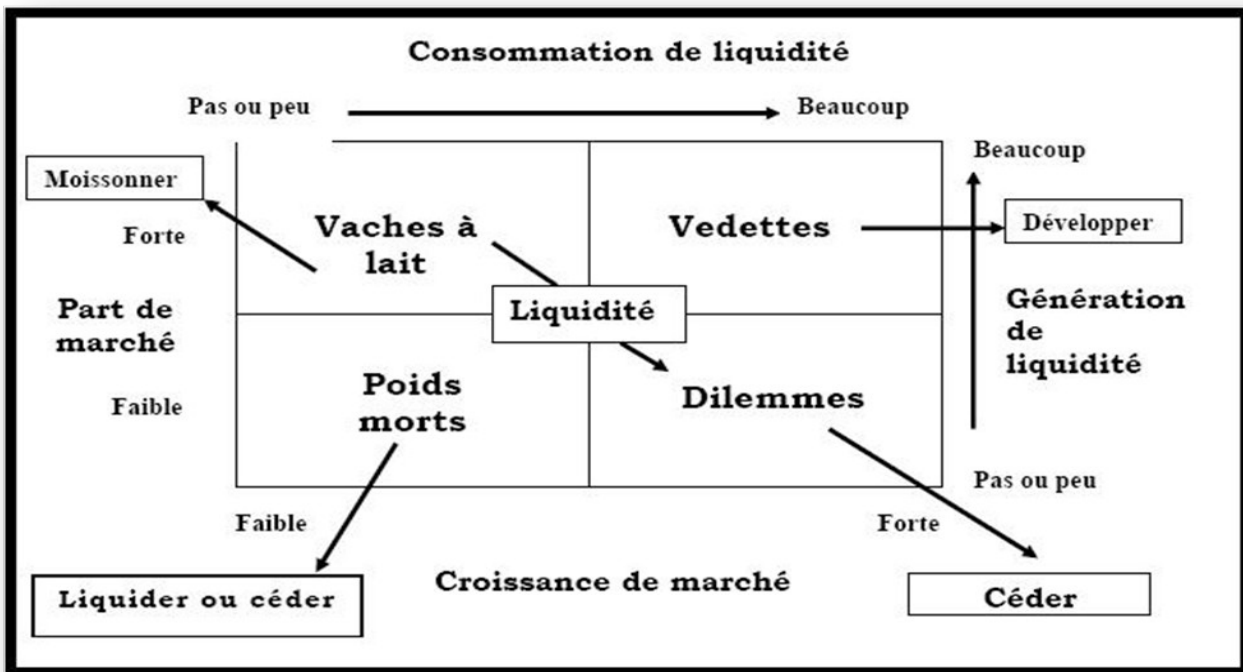 Consommation de liquidité
Pas ou peu
Beaucoup
Beaucoup
Moissonner
Forte
Vaches à
lait
Vedettes
Développer
Part de
marché
Liquidité
Génération
de
liquidité
Faible
Poids
morts
Dilemmes
Pas ou peu
Faible
Forte
Croissance de marché
Liquider ou céder
Céder